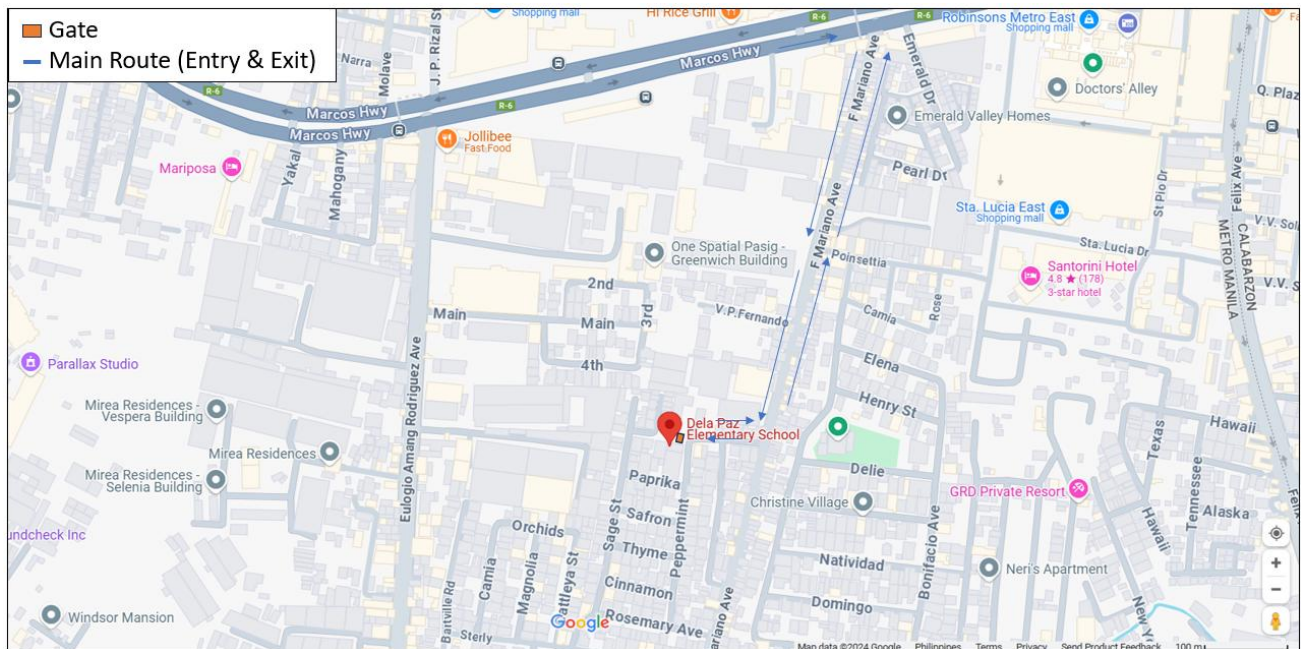 Gate
Main Route (Entry & Exit)
Shopping mall
Hi Rice Grill
R-6
Robinsons Metro East
Shopping mall
Narra
Molave
J. P. Rizal St
Marcos Hwy
F Mariano Ave
Emerald Dr
Doctors' Alley
Q. Plaz
R-6
Marcos Hwy
R-6
Marcos Hwy
Emerald Valley Homes
Jollibee
Fast Food
Mariposa
Yakal
Mahogany
Pearl Dr
St Pio Dr
Felix Ave
Sta. Lucia East
Shopping mall
F Mariano Ave
CALABARZON
METRO MANILA
V.V. Sol
One Spatial Pasig -
Greenwich Building
Poinsettia
Sta. Lucia Dr
Santorini Hotel
4.8 ★ (178)
3-star hotel
V.V. S
2nd
3rd
Main
Main
V.P.Fernando
Camia
Rose
4th
Elena
Parallax Studio
Eulogio Amang Rodriguez Ave
Mirea Residences -
Vespera Building
Henry St
Dela Paz
Elementary School
Hawaii
Texas
Mirea Residences
Delie
Mirea Residences -
Selenia Building
Paprika
Christine Village
GRD Private Resort
Tennessee
Alaska
Sage St
Safron
Peppermint
Hawaii
Felix
undcheck Inc
Orchids
Thyme
Natividad
Bonifacio Ave
Neri's Apartment
Camia
Magnolia
Cattleya St
Cinnamon
Domingo
New Yo
Windsor Mansion
Bartville Rd
Sterly
Google
Rosemary Ave
ariano Ave
Map data ©2024 Google
Philippines
Terms
Privacy
Send Product Feedback
100 m